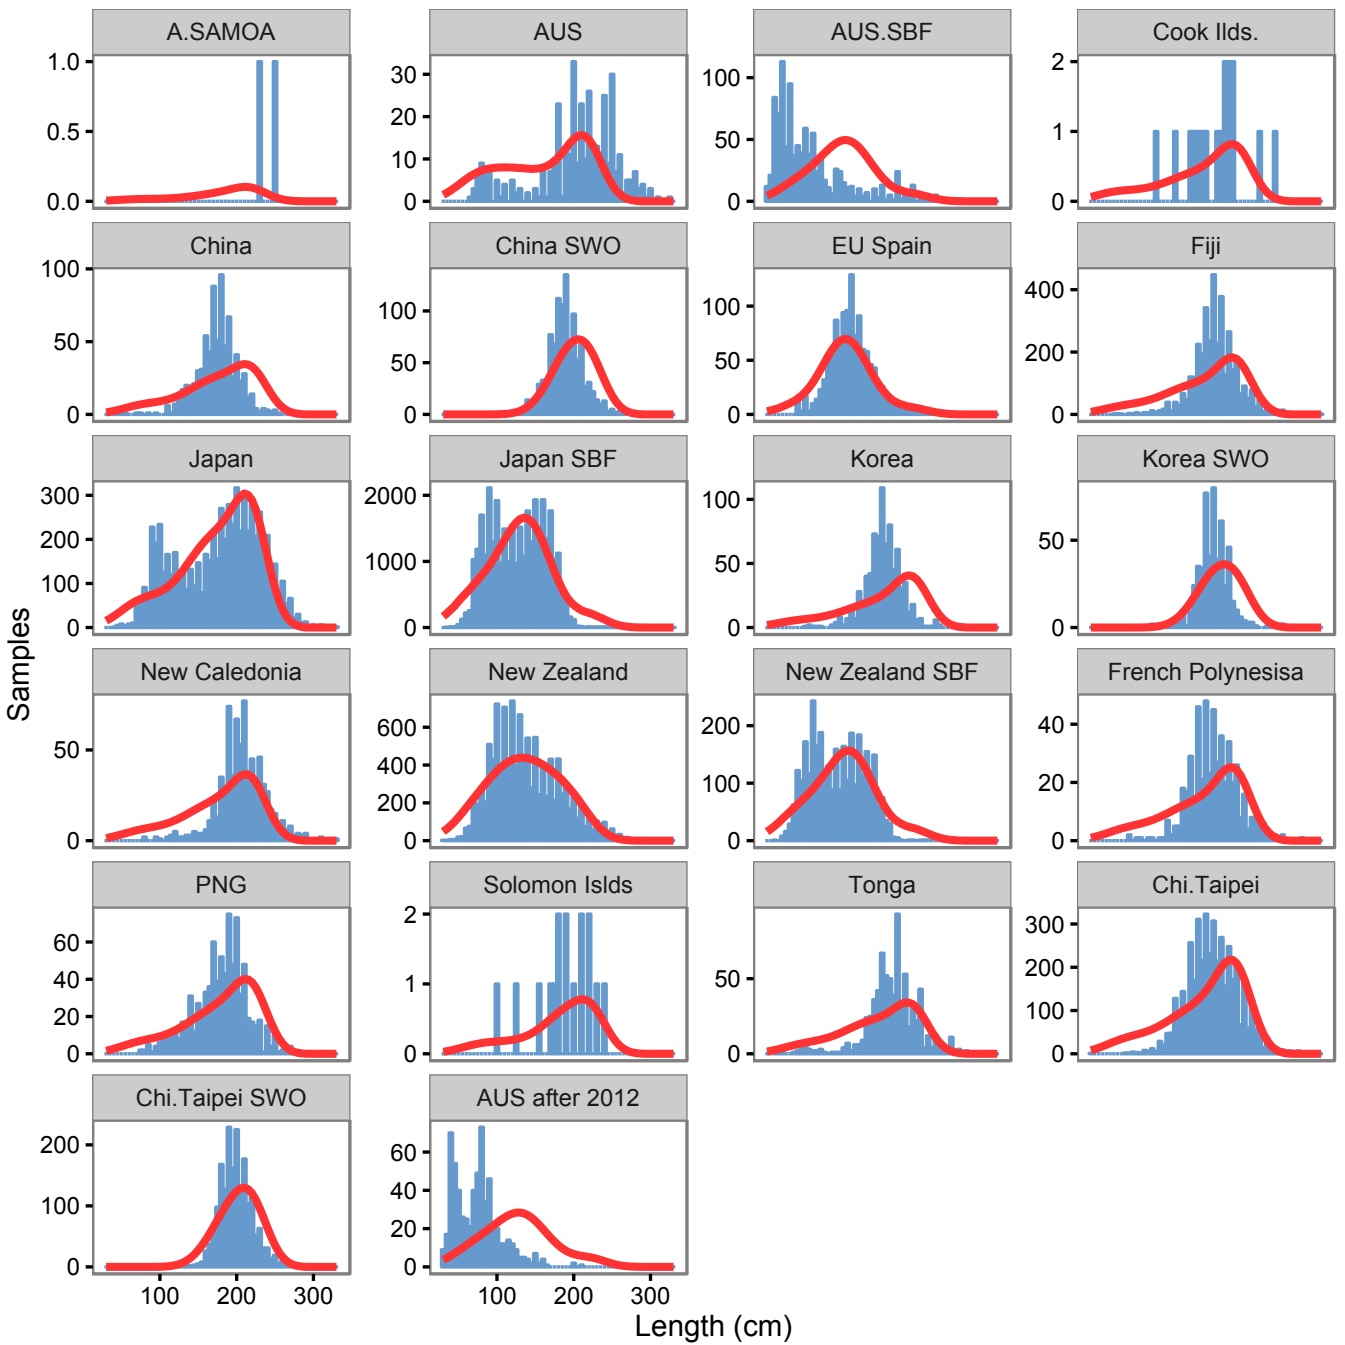 A.SAMOA AUS AUS.SBF Cook Ilds.
1.0 30 100 2
0.5 20 50 1
10
0.0 0 0 0
China China SWO EU Spain Fiji
100 100 100 400
50 50 50 200
0 0 0 0
Japan Japan SBF Korea Korea SWO
300 2000 100 50
200 1000 50
100
0 0 0 0
New Caledonia New Zealand New Zealand SBF French Polynesisa
50 600 200 40
400 100 20
200
0 0 0 0
PNG Solomon Islds Tonga Chi.Taipei
60 2 50 300
40 1 200
20 100
0 0 0 0
Chi.Taipei SWO AUS after 2012
200 60
100 40
20
0 0
100 200 300 100 200 300
Length (cm)
Samples